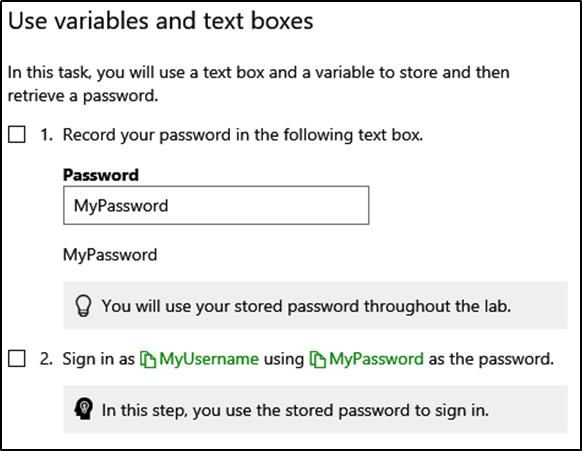 Use variables and text boxes
In this task, you will use a text box and a variable to store and then
retrieve a password.
1. Record your password in the following text box.
Password
MyPassword
MyPassword
You will use your stored password throughout the lab.
2. Sign in as MyUsername using MyPassword as the password.
In this step, you use the stored password to sign in.